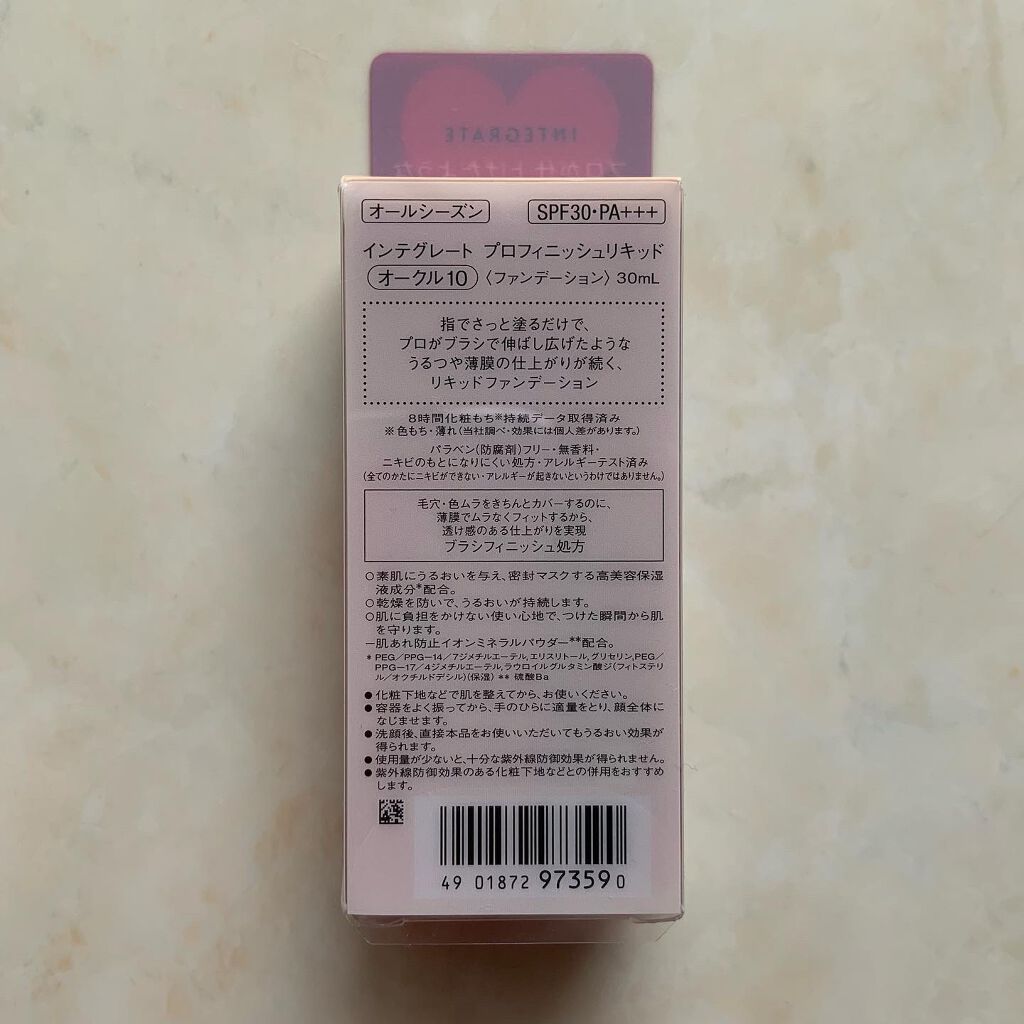 INTEGRATE
プロが仕上げたような
オールシーズン
SPF30・PA+++
インテグレート プロフィニッシュリキッド
オークル10 〈ファンデーション〉 30mL
指でさっと塗るだけで、
プロがブラシで伸ばし広げたような
うるつや薄膜の仕上がりが続く、
リキッドファンデーション
8時間化粧もち※持続データ取得済み
※色もち・薄れ(当社調べ・効果には個人差があります。)
パラベン(防腐剤)フリー・無香料・
ニキビのもとになりにくい処方・アレルギーテスト済み
(全てのかたにニキビができない・アレルギーが起きないというわけではありません。)
毛穴・色ムラをきちんとカバーするのに、
薄膜でムラなくフィットするから、
透け感のある仕上がりを実現
ブラシフィニッシュ処方
○素肌にうるおいを与え、密封マスクする高美容保湿
液成分*配合。
○乾燥を防いで、うるおいが持続します。
○肌に負担をかけない使い心地で、つけた瞬間から肌
を守ります。
―肌あれ防止イオンミネラルパウダー**配合。
* PEG/PPG-14/7ジメチルエーテル,エリスリトール,グリセリン,PEG/
PPG-17/4ジメチルエーテル,ラウロイルグルタミン酸ジ(フィトステリ
ル/オクチルドデシル)(保湿) ** 硫酸Ba
●化粧下地などで肌を整えてから、お使いください。
●容器をよく振ってから、手のひらに適量をとり、顔全体に
なじませます。
●洗顔後、直接本品をお使いいただいてもうるおい効果が
得られます。
●使用量が少ないと、十分な紫外線防御効果が得られません。
●紫外線防御効果のある化粧下地などとの併用をおすすめ
します。
49 01872 97359 0